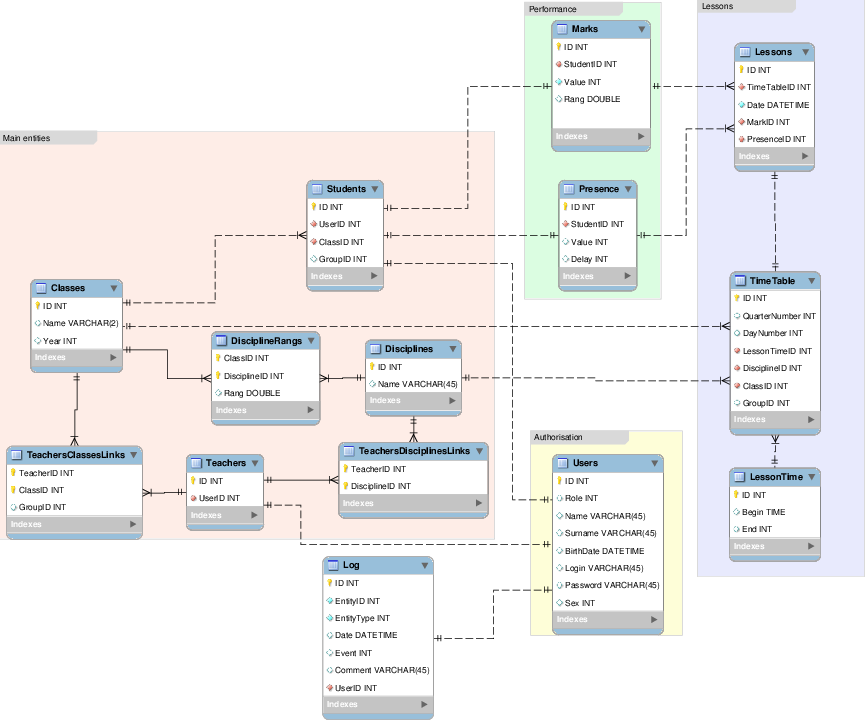 Performance
Marks
ID INT
StudentID INT
Value INT
Rang DOUBLE
Indexes
Presence
ID INT
StudentID INT
Value INT
Delay INT
Indexes
Lessons
Lessons
ID INT
TimeTableID INT
Date DATETIME
MarkID INT
PresenceID INT
Indexes
TimeTable
ID INT
QuarterNumber INT
DayNumber INT
LessonTimeID INT
DisciplineID INT
ClassID INT
GroupID INT
Indexes
LessonTime
ID INT
Begin TIME
End INT
Indexes
Main entities
Students
ID INT
UserID INT
ClassID INT
GroupID INT
Indexes
Classes
ID INT
Name VARCHAR(2)
Year INT
Indexes
DisciplineRangs
ClassID INT
DisciplineID INT
Rang DOUBLE
Indexes
Disciplines
ID INT
Name VARCHAR(45)
Indexes
TeachersClassesLinks
TeacherID INT
ClassID INT
GroupID INT
Indexes
Teachers
ID INT
UserID INT
Indexes
TeachersDisciplinesLinks
TeacherID INT
DisciplineID INT
Indexes
Authorisation
Users
ID INT
Role INT
Name VARCHAR(45)
Surname VARCHAR(45)
BirthDate DATETIME
Login VARCHAR(45)
Password VARCHAR(45)
Sex INT
Indexes
Log
ID INT
EntityID INT
EntityType INT
Date DATETIME
Event INT
Comment VARCHAR(45)
UserID INT
Indexes